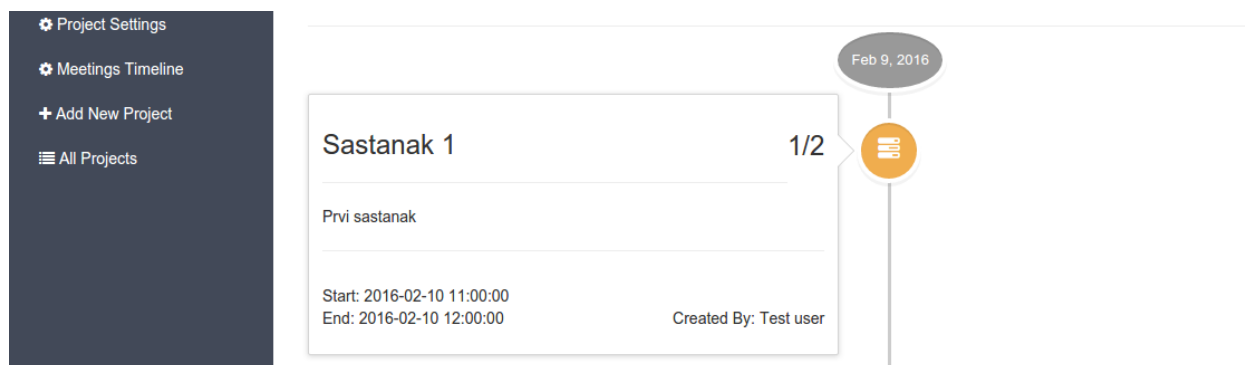 Project Settings
Meetings Timeline
Add New Project
All Projects
Feb 9, 2016
Sastanak 1
1/2
Prvi sastanak
Start: 2016-02-10 11:00:00
End: 2016-02-10 12:00:00
Created By: Test user